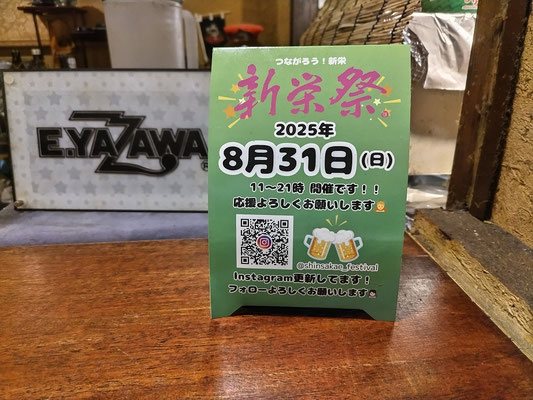 つながろう！新栄
新栄祭
2025年
8月31日(日)
11〜21時 開催です！！
応援よろしくお願いします
@shinsakae_festival
Instagram更新してます！
フォローよろしくお願いします
E.YAZAWA